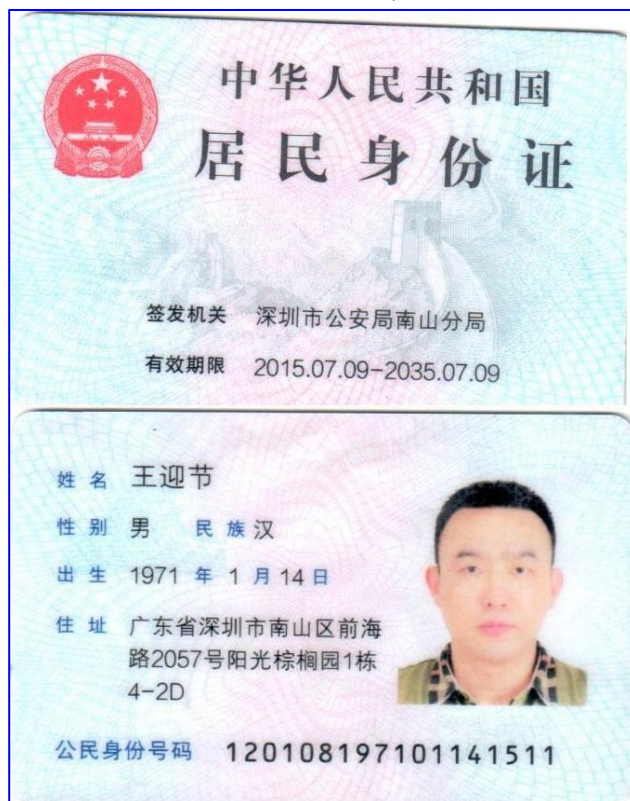 中华人民共和国
居民身份证
签发机关 深圳市公安局南山分局
有效期限 2015.07.09-2035.07.09
姓名 王迎节
性别 男 民族 汉
出生 1971 年 1 月 14 日
住址 广东省深圳市南山区前海
路2057号阳光棕榈园1栋
4-2D
公民身份号码 120108197101141511